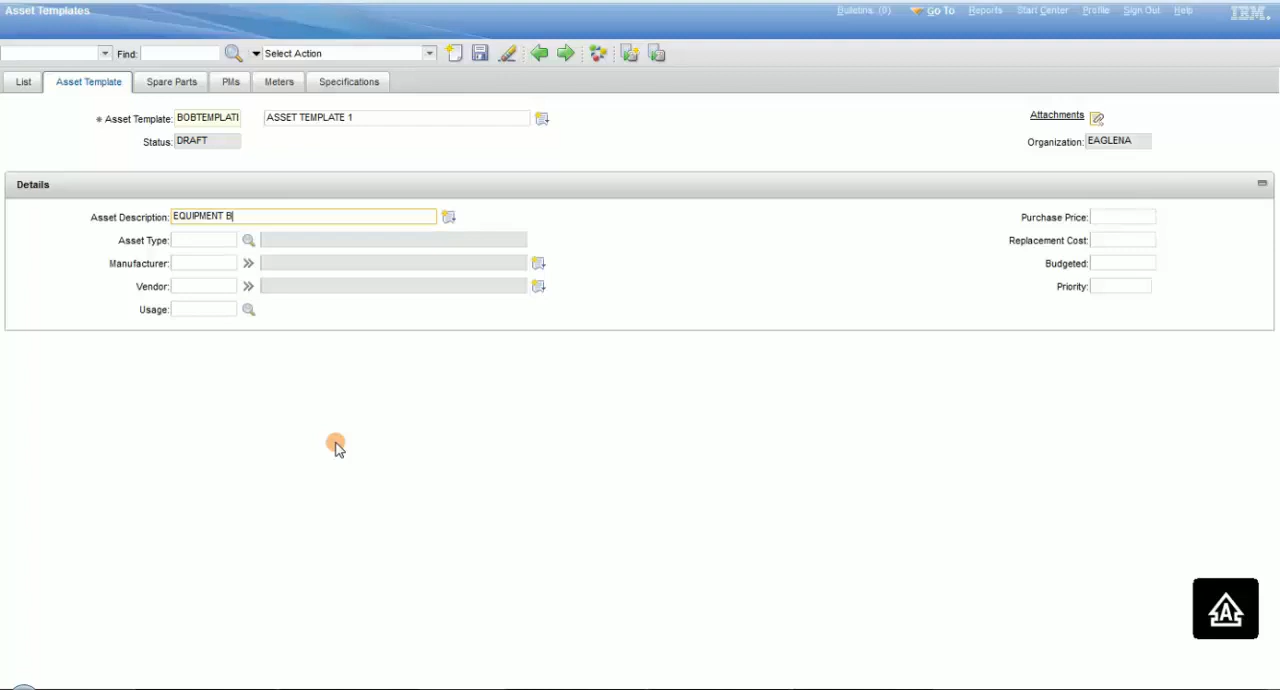 Asset Templates
Bulletins (0) Go To Reports Start Center Profile Sign Out Help IBM.
Find: Select Action
List Asset Template Spare Parts PMs Meters Specifications
* Asset Template: BOBTEMPLATI ASSET TEMPLATE 1 Attachments
Status: DRAFT Organization: EAGLENA
Details
Asset Description: EQUIPMENT B Purchase Price:
Asset Type: Replacement Cost:
Manufacturer: Budgeted:
Vendor: Priority:
Usage:
A